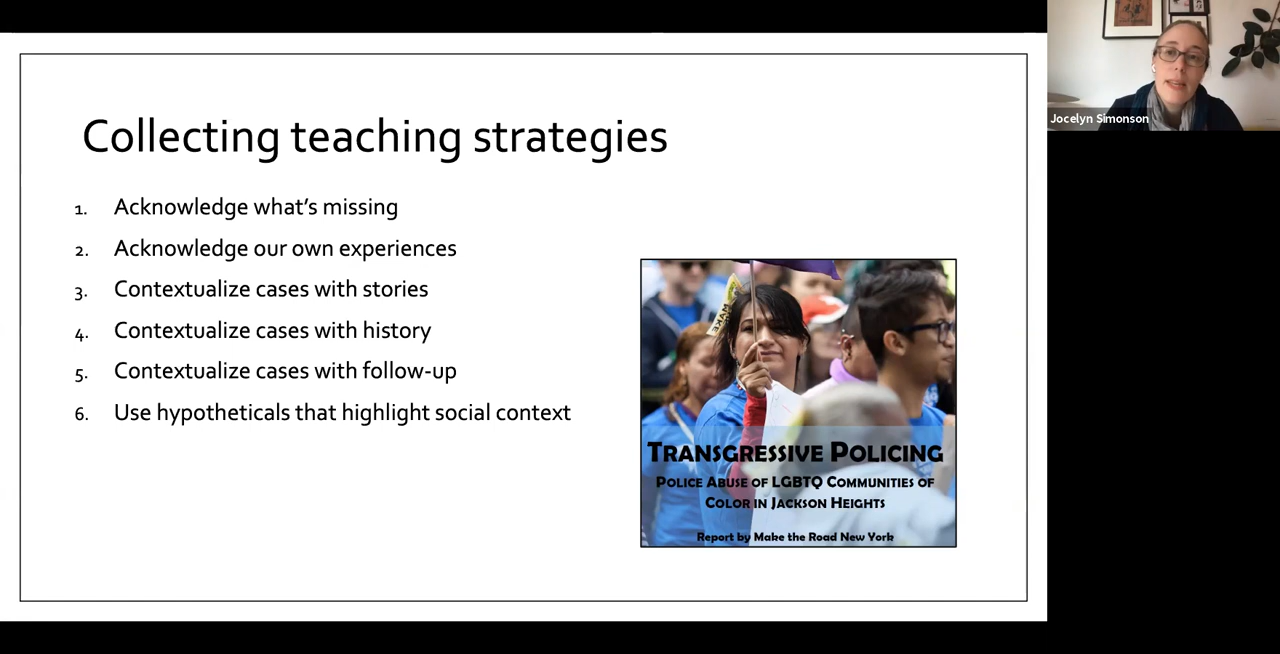 Collecting teaching strategies
1. Acknowledge what's missing
2. Acknowledge our own experiences
3. Contextualize cases with stories
4. Contextualize cases with history
5. Contextualize cases with follow-up
6. Use hypotheticals that highlight social context
MAKE
TRANSGRESSIVE POLICING
POLICE ABUSE OF LGBTQ COMMUNITIES OF
COLOR IN JACKSON HEIGHTS
Report by Make the Road New York
Jocelyn Simonson